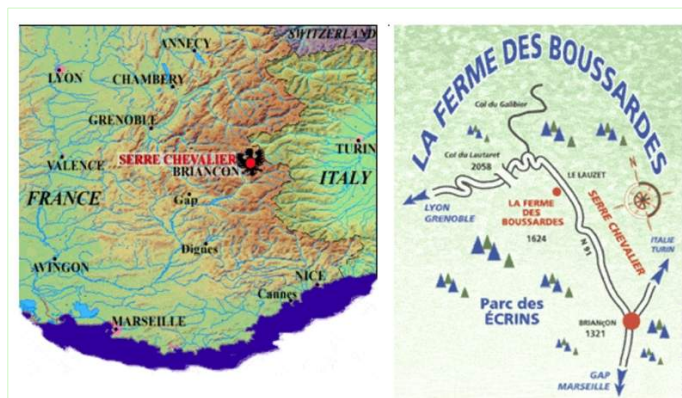 SWITZERLAND
ANNECY
LYON
CHAMBERY
GRENOBLE
TURIN
SERRE CHEVALIER
VALENCE
BRIANCON
ITALY
FRANCE
Gap
Dignes
AVINGON
NICE
Cannes
MARSEILLE
LA FERME DES BOUSSARDES
Col du Galibier
Col du Lautaret
2058
LE LAUZET
N
LYON
GRENOBLE
LA FERME
DES
BOUSSARDES
1624
SERRE CHEVALIER
N 91
ITALIE
TURIN
Parc des
ÉCRINS
BRIANÇON
1321
GAP
MARSEILLE